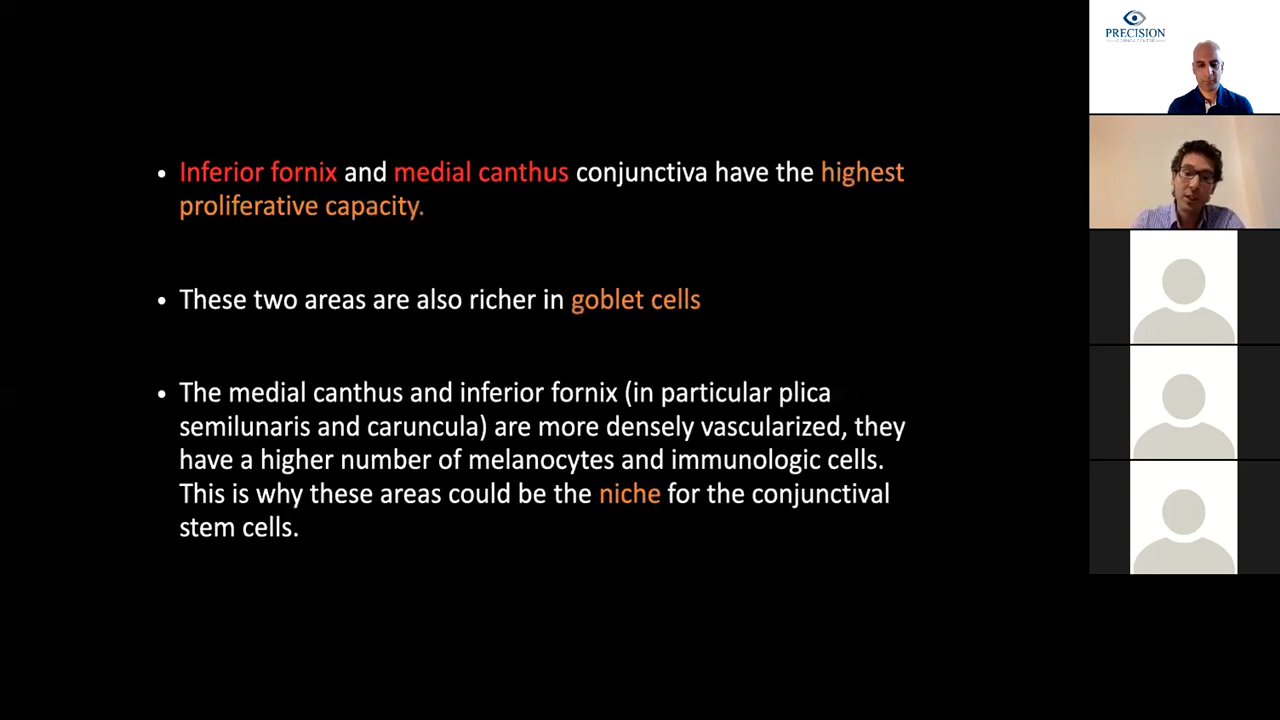 PRECISION
• Inferior fornix and medial canthus conjunctiva have the highest
proliferative capacity.
• These two areas are also richer in goblet cells
• The medial canthus and inferior fornix (in particular plica
semilunaris and caruncula) are more densely vascularized, they
have a higher number of melanocytes and immunologic cells.
This is why these areas could be the niche for the conjunctival
stem cells.